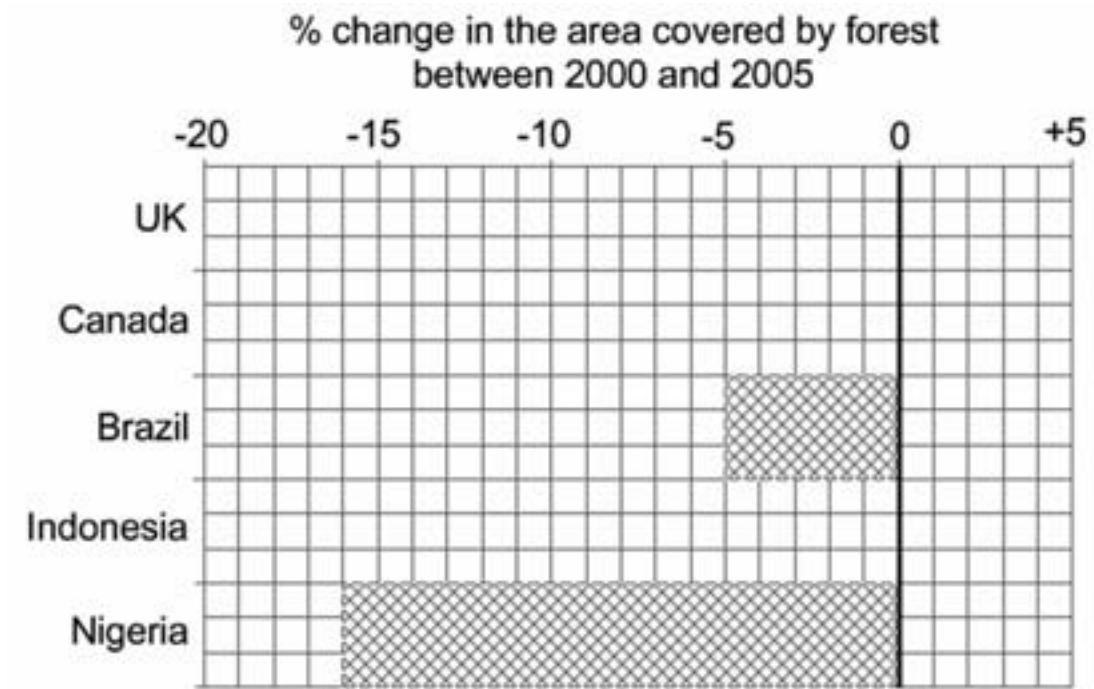 % change in the area covered by forest
between 2000 and 2005
-20 -15 -10 -5 0 +5
UK
Canada
Brazil
Indonesia
Nigeria